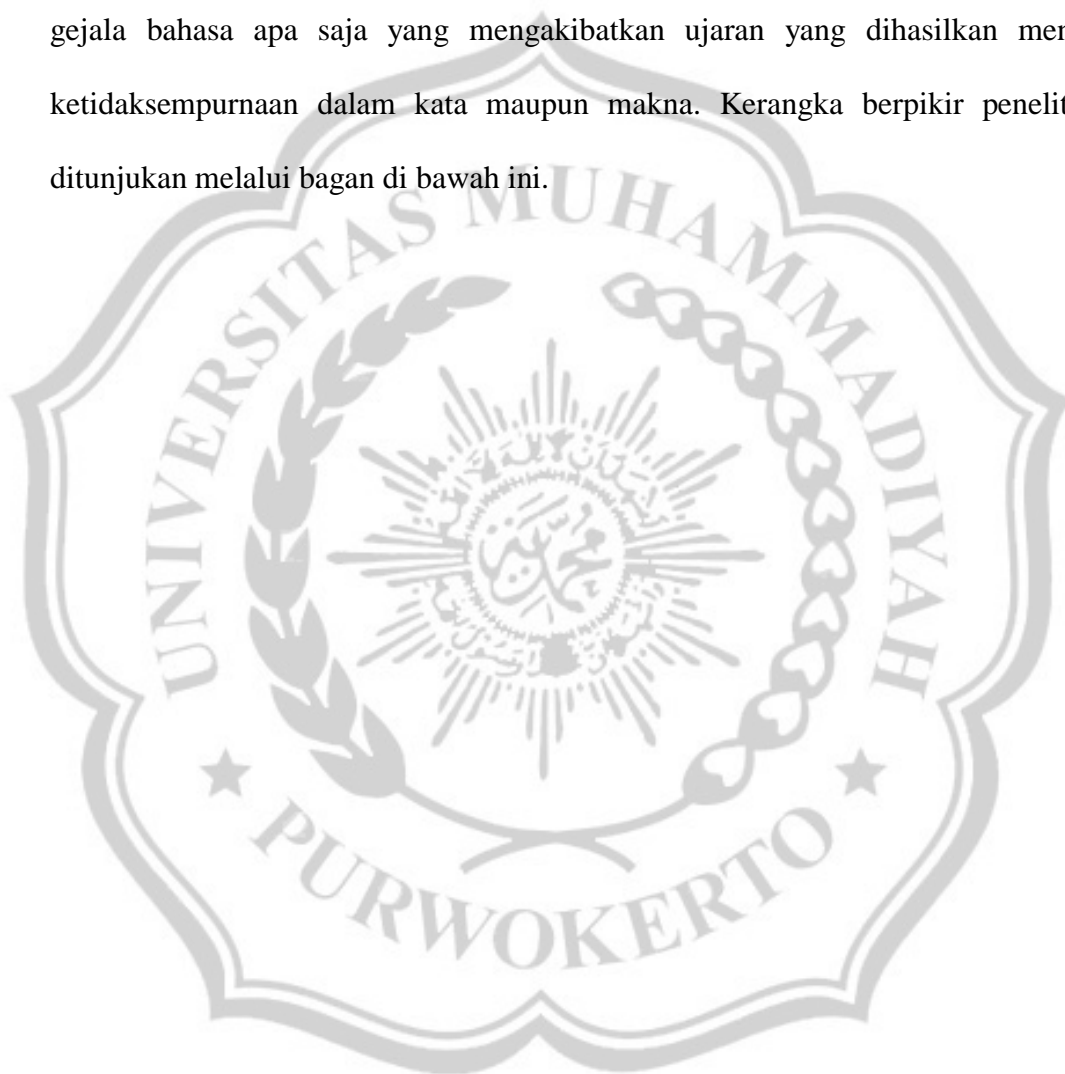 gejala bahasa apa saja yang mengakibatkan ujaran yang dihasilkan
ketidaksempurnaan dalam kata maupun makna. Kerangka berpikir
ditunjukan melalui bagan di bawah ini.
UNIVERSITAS MUHAMMADIYAH
محمد
PURWOKERTO